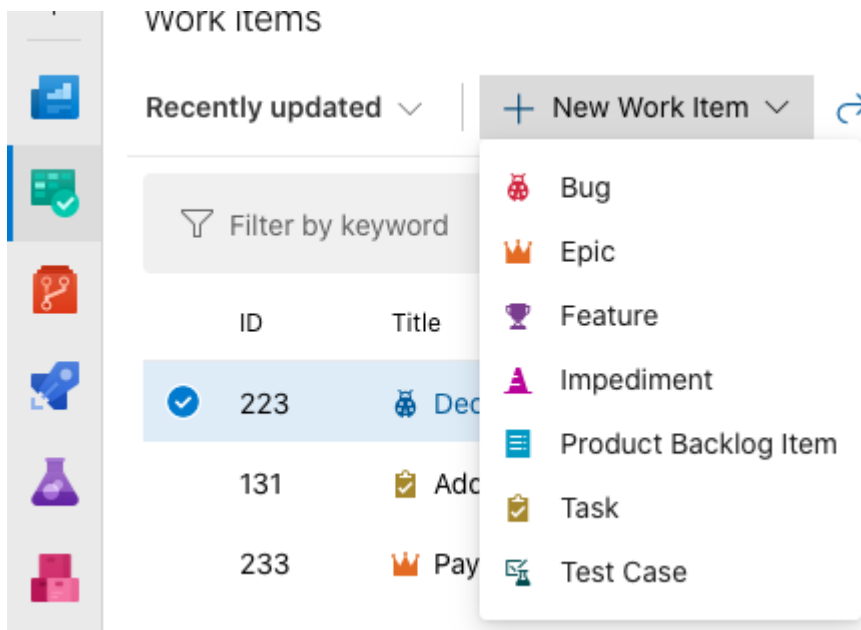 Work Items
Recently updated
New Work Item
Filter by keyword
Bug
Epic
Feature
Impediment
Product Backlog Item
Task
Test Case
ID Title
223
131
233 Pay